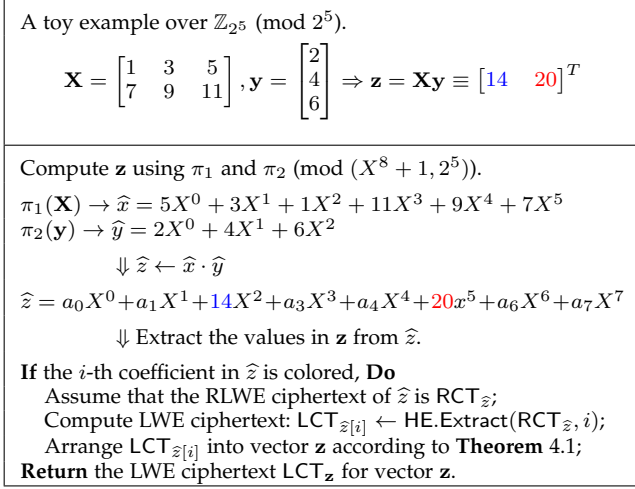 A toy example over ℤ_{2^5} (mod 2^5).
X = [1 3 5; 7 9 11], y = [2; 4; 6] ⇒ z = Xy ≡ [14 20]^T
Compute z using π_1 and π_2 (mod (X^8 + 1, 2^5)).
π_1(X) → x̂ = 5X^0 + 3X^1 + 1X^2 + 11X^3 + 9X^4 + 7X^5
π_2(y) → ŷ = 2X^0 + 4X^1 + 6X^2
⇓ ẑ ← x̂ · ŷ
ẑ = a_0X^0+a_1X^1+14X^2+a_3X^3+a_4X^4+20x^5+a_6X^6+a_7X^7
⇓ Extract the values in z from ẑ.
If the i-th coefficient in ẑ is colored, Do
Assume that the RLWE ciphertext of ẑ is RCT_ẑ;
Compute LWE ciphertext: LCT_{ẑ[i]} ← HE.Extract(RCT_ẑ, i);
Arrange LCT_{ẑ[i]} into vector z according to Theorem 4.1;
Return the LWE ciphertext LCT_z for vector z.